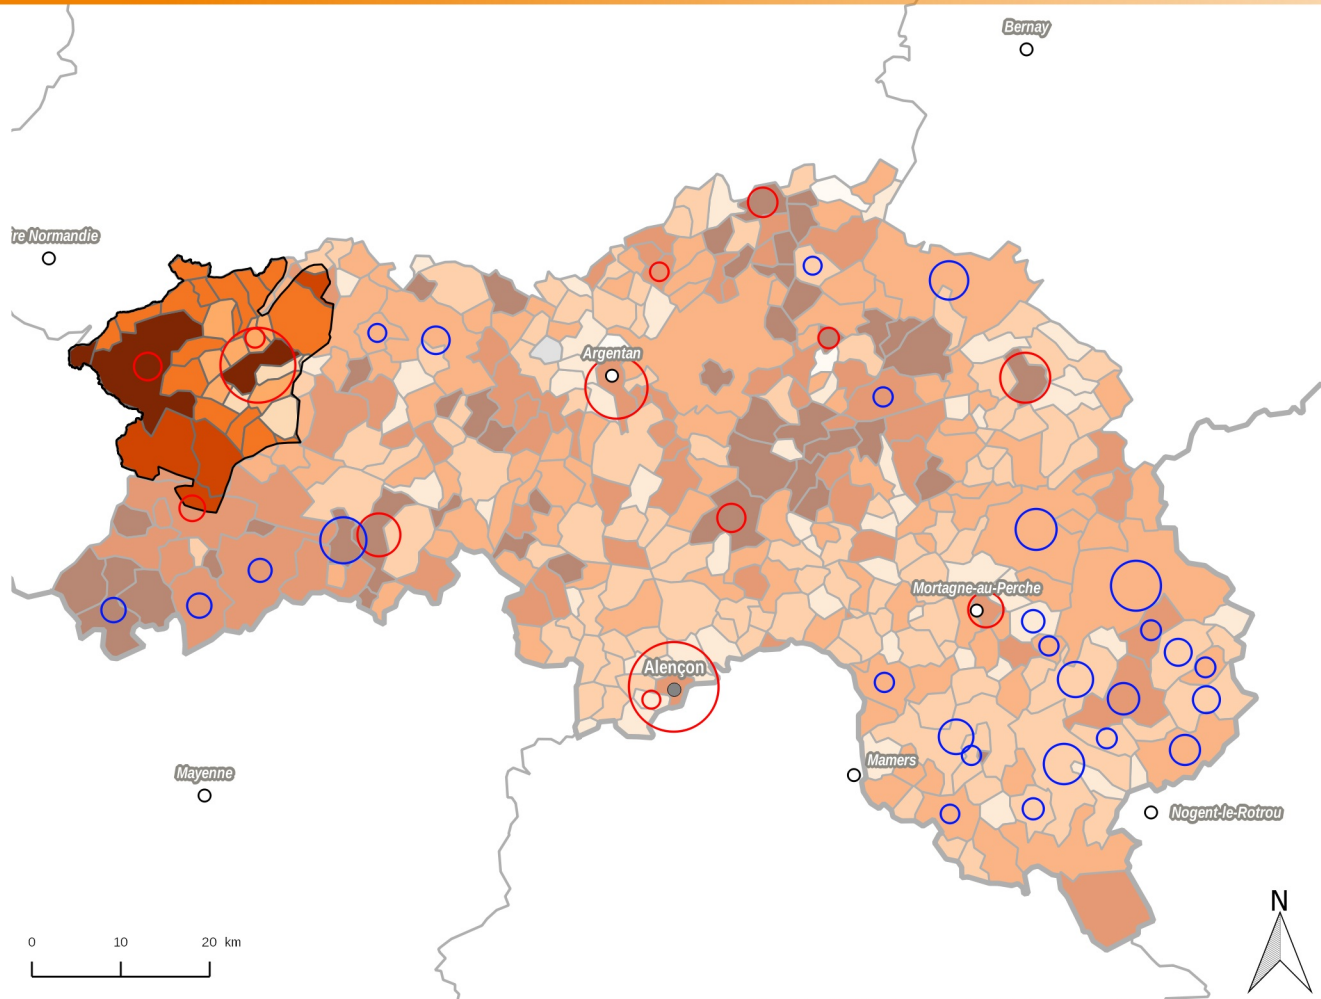 Bernay
re Normandie
Argentan
Mortagne-au-Perche
Alençon
Mamers
Mayenne
Nogent-le-Rotrou
N
0 10 20 km